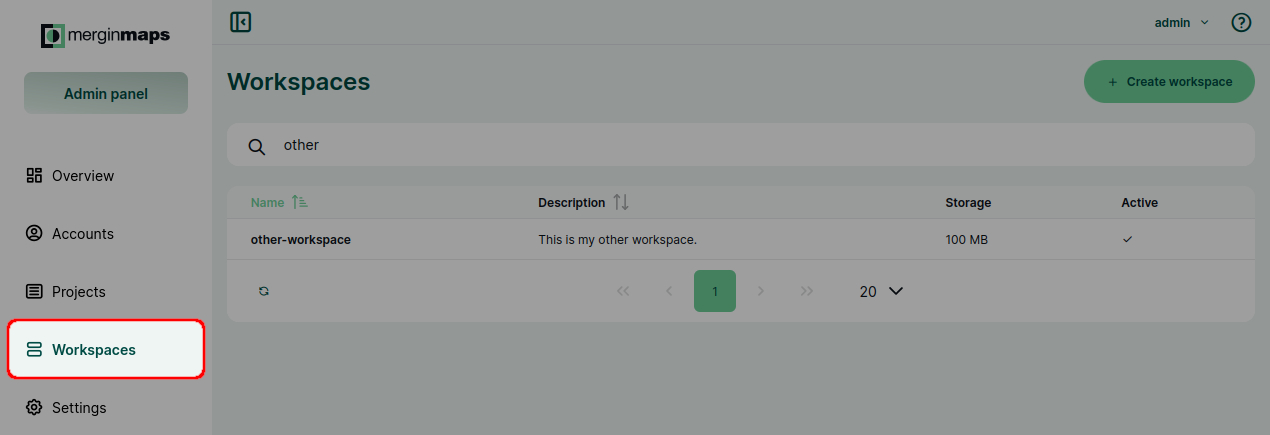 merginmaps
Admin panel
Overview
Accounts
Projects
Workspaces
Settings
admin
Workspaces
+ Create workspace
other
Name Description Storage Active
other-workspace This is my other workspace. 100 MB
1 20